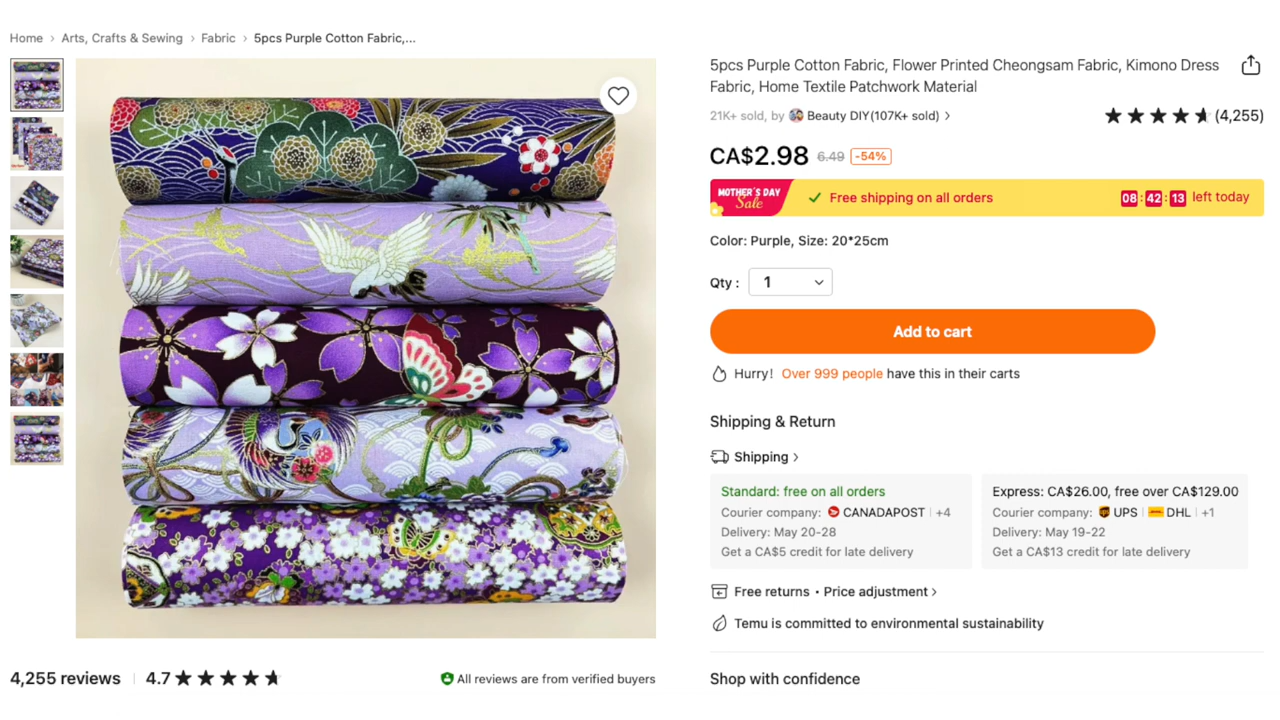 Home › Arts, Crafts & Sewing › Fabric › 5pcs Purple Cotton Fabric,...
5pcs Purple Cotton Fabric, Flower Printed Cheongsam Fabric, Kimono Dress
Fabric, Home Textile Patchwork Material
21K+ sold, by Beauty DIY(107K+ sold) ›
(4,255)
CA$2.98 6.49 -54%
MOTHER'S DAY
Sale
Free shipping on all orders
08 : 42 : 13 left today
Color: Purple, Size: 20*25cm
Qty : 1
Add to cart
Hurry! Over 999 people have this in their carts
Shipping & Return
Shipping ›
Standard: free on all orders
Courier company: CANADAPOST | +4
Delivery: May 20-28
Get a CA$5 credit for late delivery
Express: CA$26.00, free over CA$129.00
Courier company: UPS | DHL | +1
Delivery: May 19-22
Get a CA$13 credit for late delivery
Free returns • Price adjustment ›
Temu is committed to environmental sustainability
4,255 reviews | 4.7
All reviews are from verified buyers
Shop with confidence